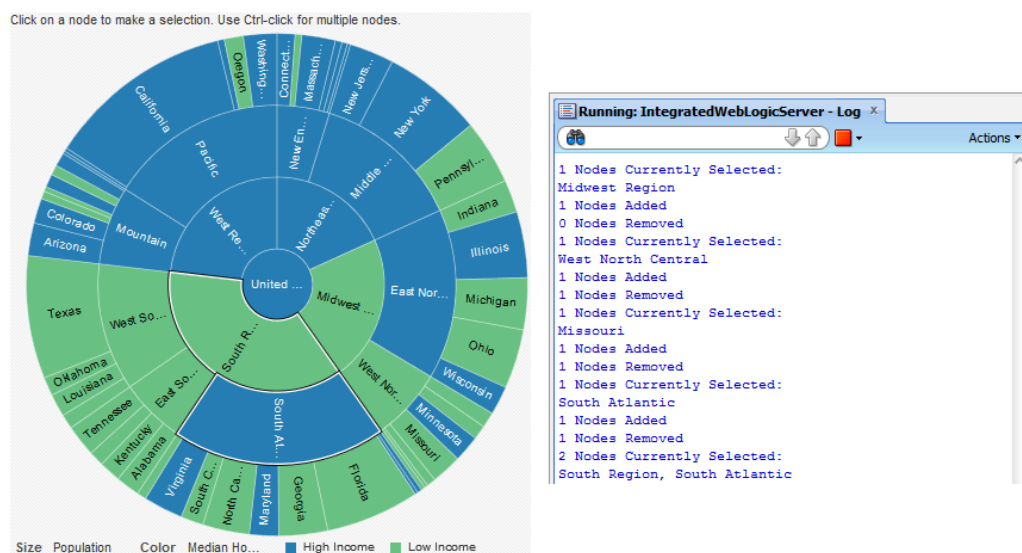 Click on a node to make a selection. Use Ctrl-click for multiple nodes.
Oregon
Washing...
Connect...
Massach...
New Jers...
New York
California
Pacific
New En...
Middle ...
Pennsyl...
Indiana
Illinois
Colorado
Arizona
Mountain
West Re...
Northeas...
United ...
Midwest ...
East Nor...
Michigan
Ohio
Wisconsin
Texas
West So...
South R...
West Nor...
Minnesota
Missouri
Oklahoma
Louisiana
Tennessee
Kentucky
Alabama
East So...
South At...
Virginia
South C...
North Ca...
Maryland
Georgia
Florida
Size Population Color Median Ho... High Income Low Income
Running: IntegratedWebLogicServer - Log ×
Actions
1 Nodes Currently Selected:
Midwest Region
1 Nodes Added
0 Nodes Removed
1 Nodes Currently Selected:
West North Central
1 Nodes Added
1 Nodes Removed
1 Nodes Currently Selected:
Missouri
1 Nodes Added
1 Nodes Removed
1 Nodes Currently Selected:
South Atlantic
1 Nodes Added
1 Nodes Removed
2 Nodes Currently Selected:
South Region, South Atlantic